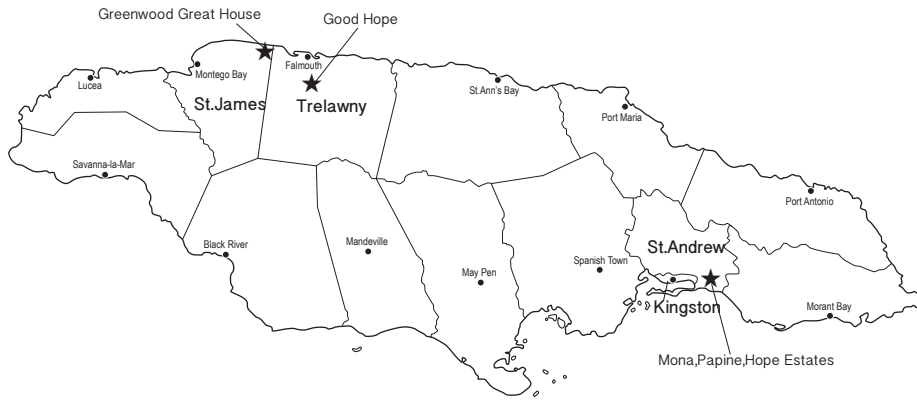 Greenwood Great House
Good Hope
Montego Bay
Falmouth
Lucea
St.Ann's Bay
St.James
Trelawny
Port Maria
Savanna-la-Mar
Port Antonio
Black River
Mandeville
St.Andrew
Spanish Town
May Pen
Kingston
Morant Bay
Mona,Papine,Hope Estates